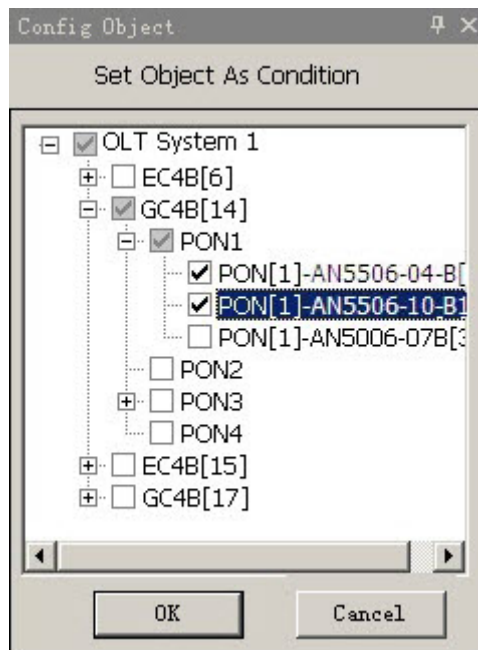 Config Object
Set Object As Condition
OLT System 1
EC4B[6]
GC4B[14]
PON1
PON[1]-AN5506-04-B[
PON[1]-AN5506-10-B1
PON[1]-AN5006-07B[3
PON2
PON3
PON4
EC4B[15]
GC4B[17]
OK Cancel